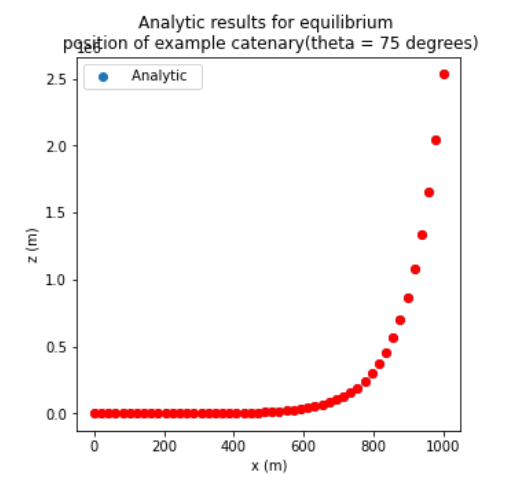 Analytic results for equilibrium
position of example catenary(theta = 75 degrees)
1e6
Analytic
2.5
2.0
1.5
1.0
0.5
0.0
z (m)
0 200 400 600 800 1000
x (m)